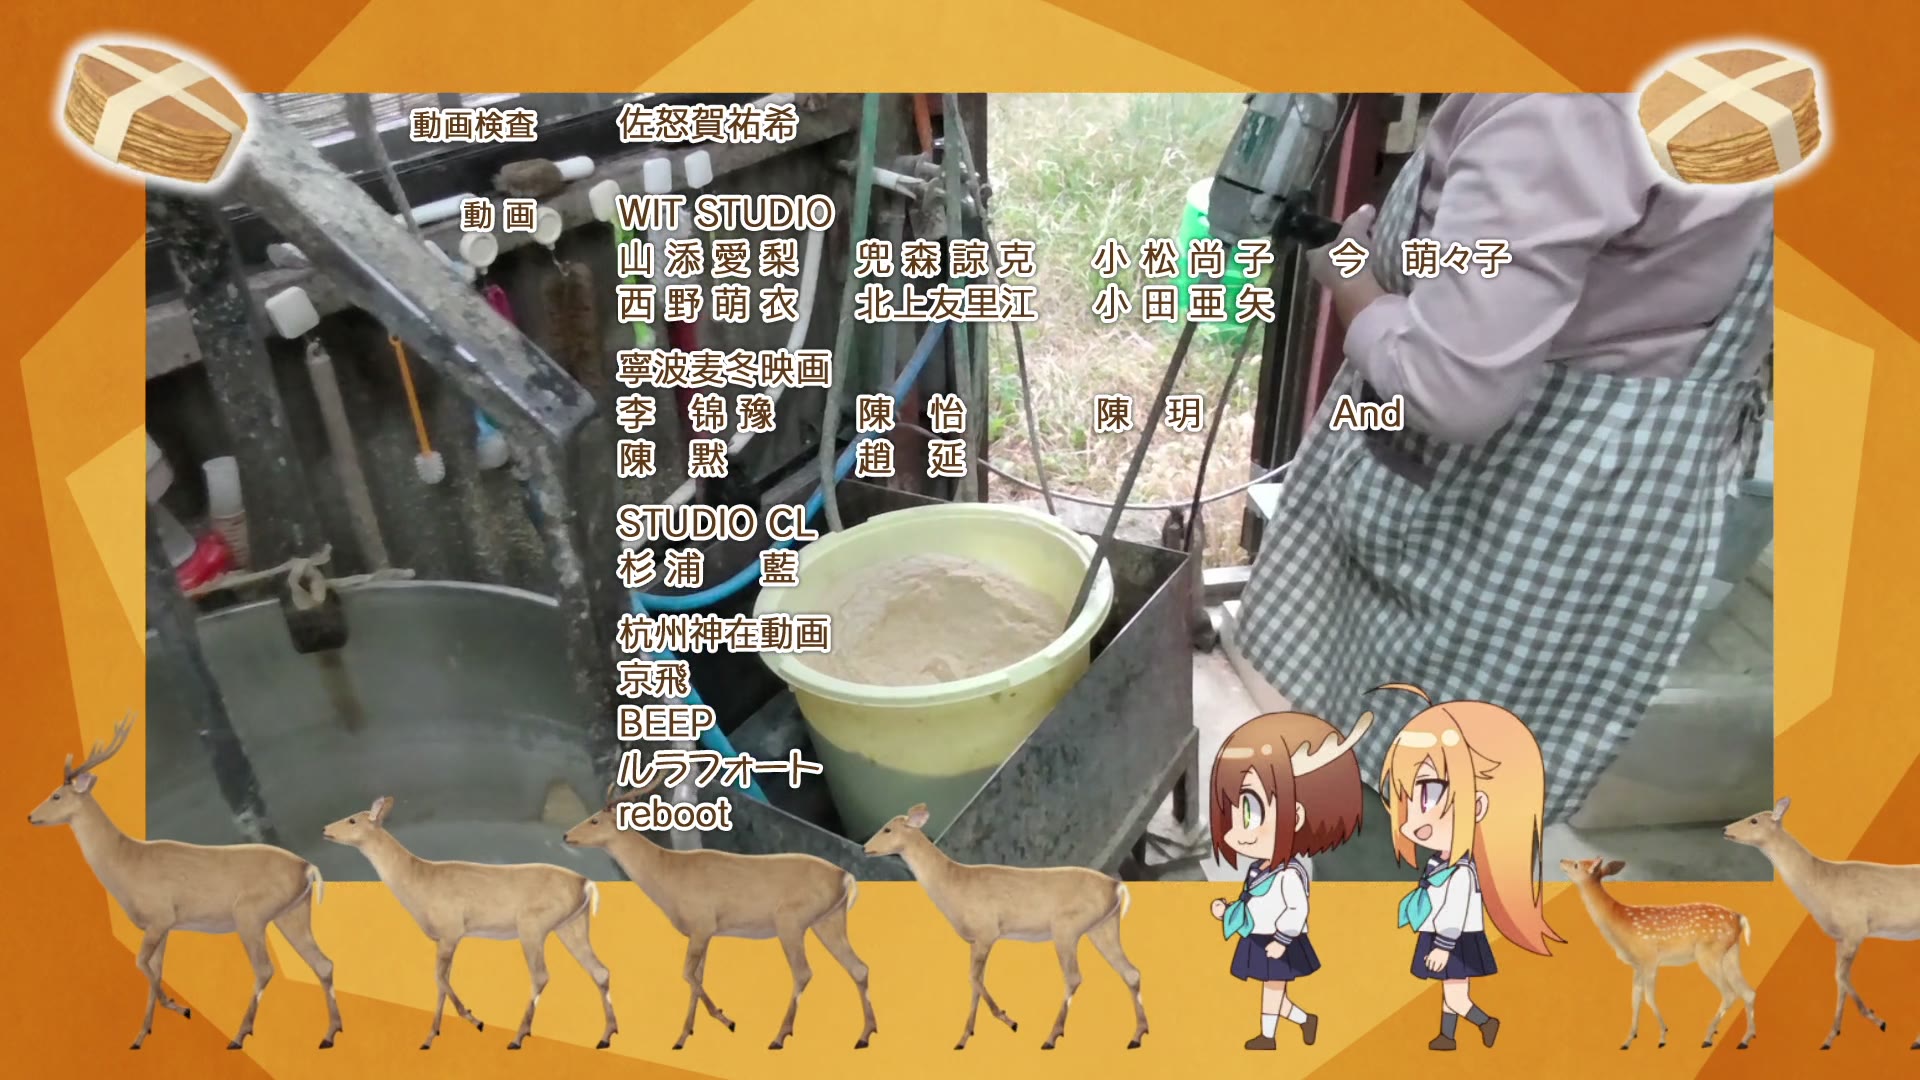 動画検査 佐怒賀祐希
動画 WIT STUDIO
山添愛梨 兜森諒克 小松尚子 今 萌々子
西野萌衣 北上友里江 小田亜矢
寧波麦冬映画
李 锦豫 陳 怡 陳 玥 And
陳 黙 趙 延
STUDIO CL
杉浦 藍
杭州神在動画
京飛
BEEP
ルラフォート
reboot